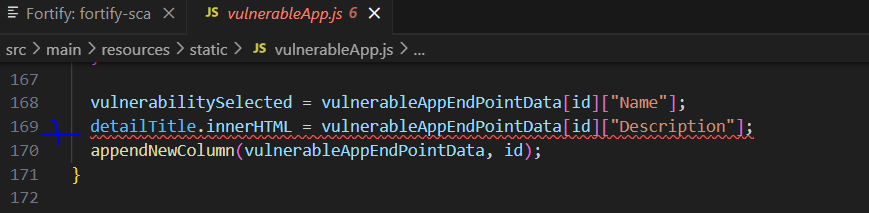 Fortify: fortify-sca
JS vulnerableApp.js 6 ×
src > main > resources > static > JS vulnerableApp.js > ...
167
168 vulnerabilitySelected = vulnerableAppEndPointData[id]["Name"];
169 detailTitle.innerHTML = vulnerableAppEndPointData[id]["Description"];
170 appendNewColumn(vulnerableAppEndPointData, id);
171 }
172